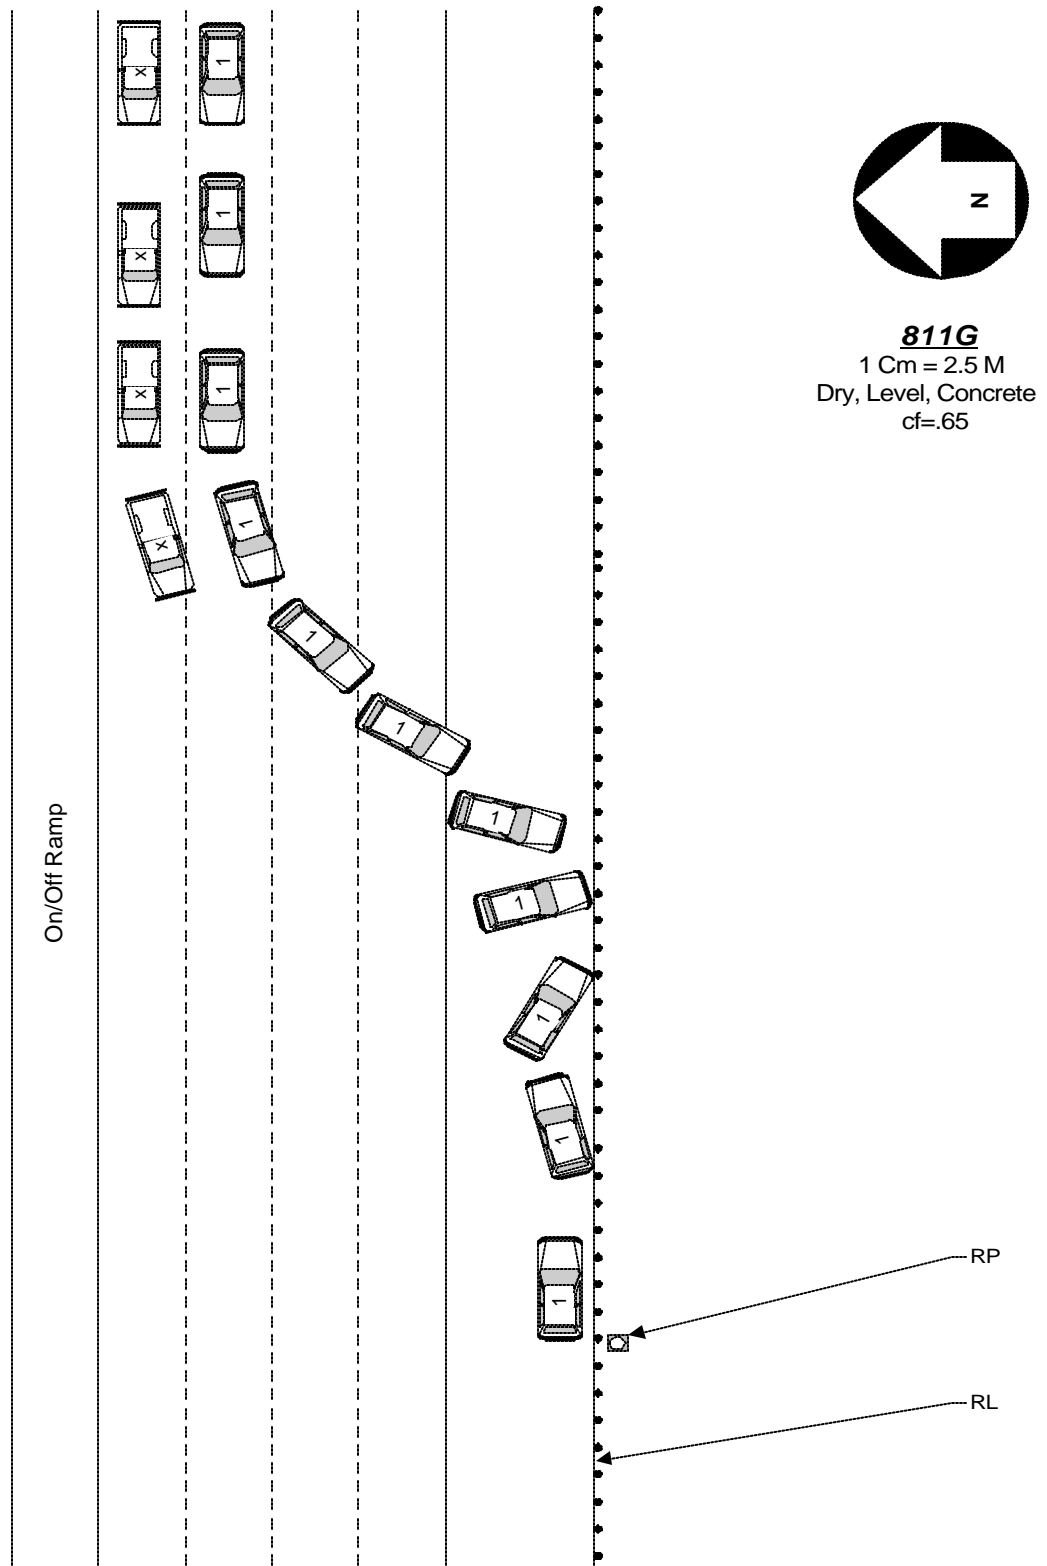 X
1
X
1
X
1
X
1
1
1
1
1
1
1
1
N
811G
1 Cm = 2.5 M
Dry, Level, Concrete
cf=.65
On/Off Ramp
RP
RL